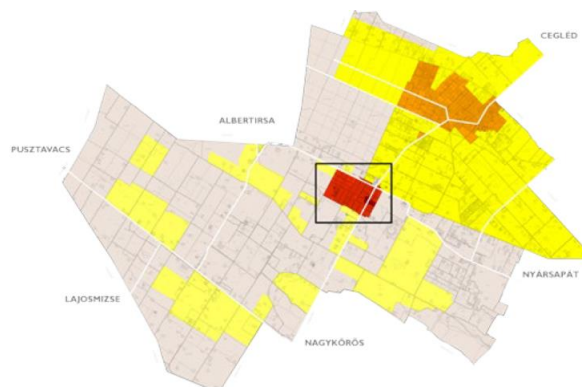 CEGLÉD
ALBERTIRSA
PUSZTAVACS
NYÁRSAPÁT
LAJOSMIZSE
NAGYKŐRÖS